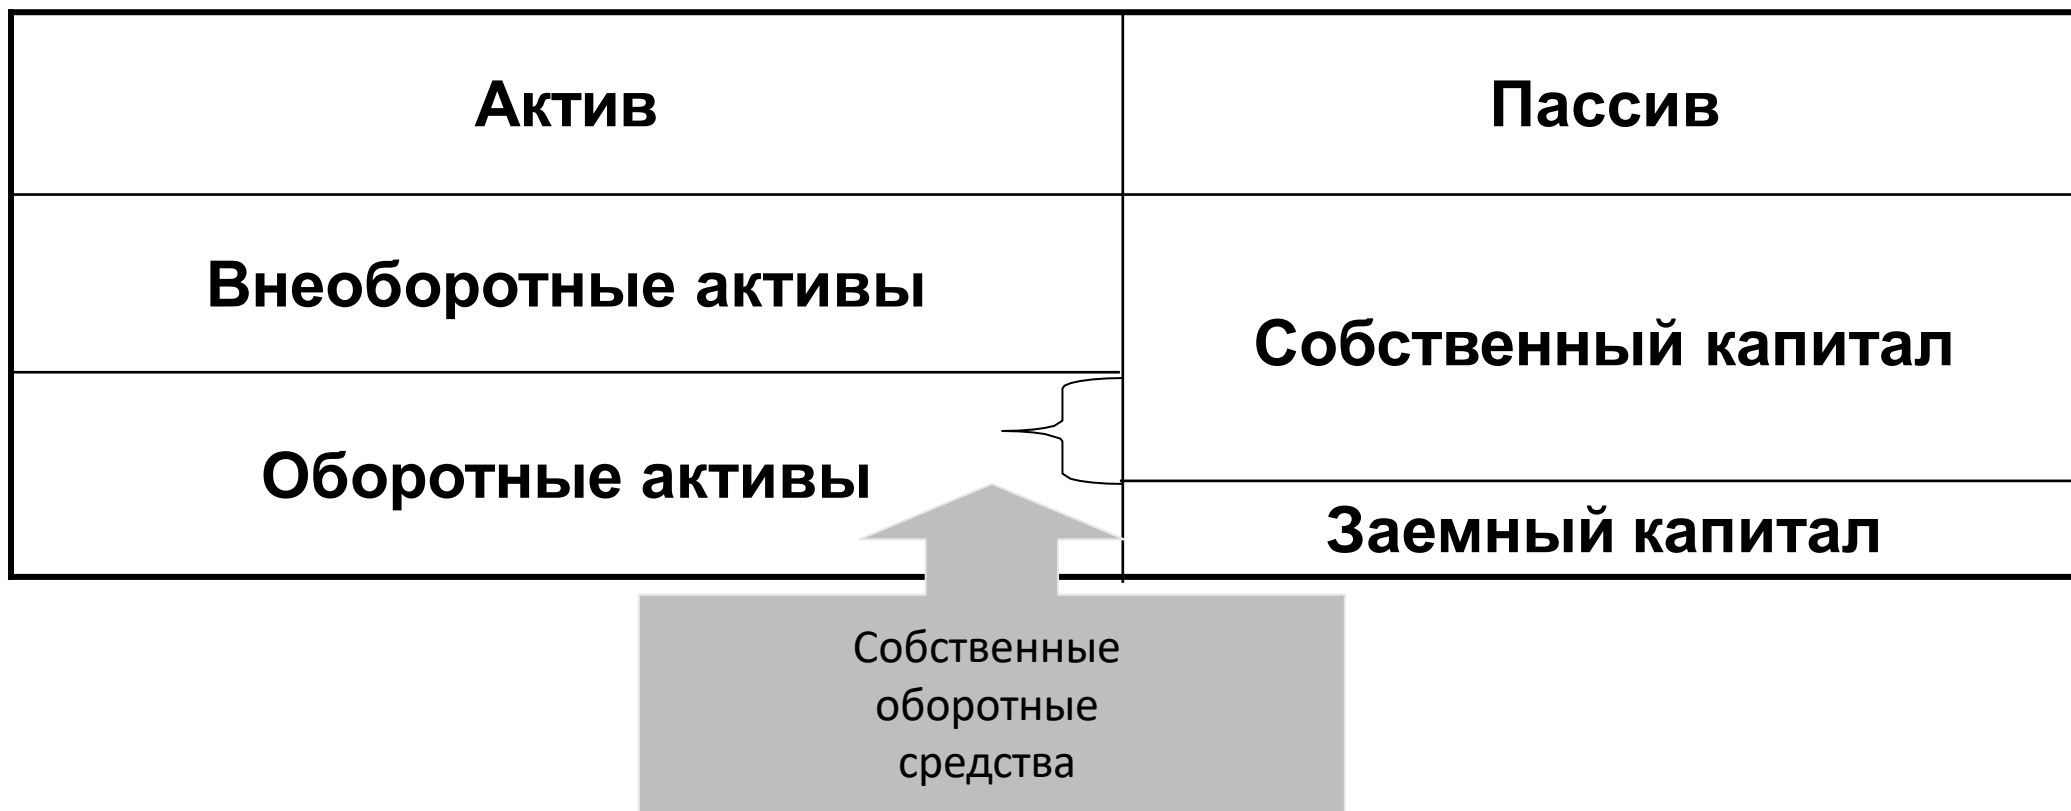 Актив
Пассив
Внеоборотные активы
Собственный капитал
Оборотные активы
Заемный капитал
Собственные
оборотные
средства